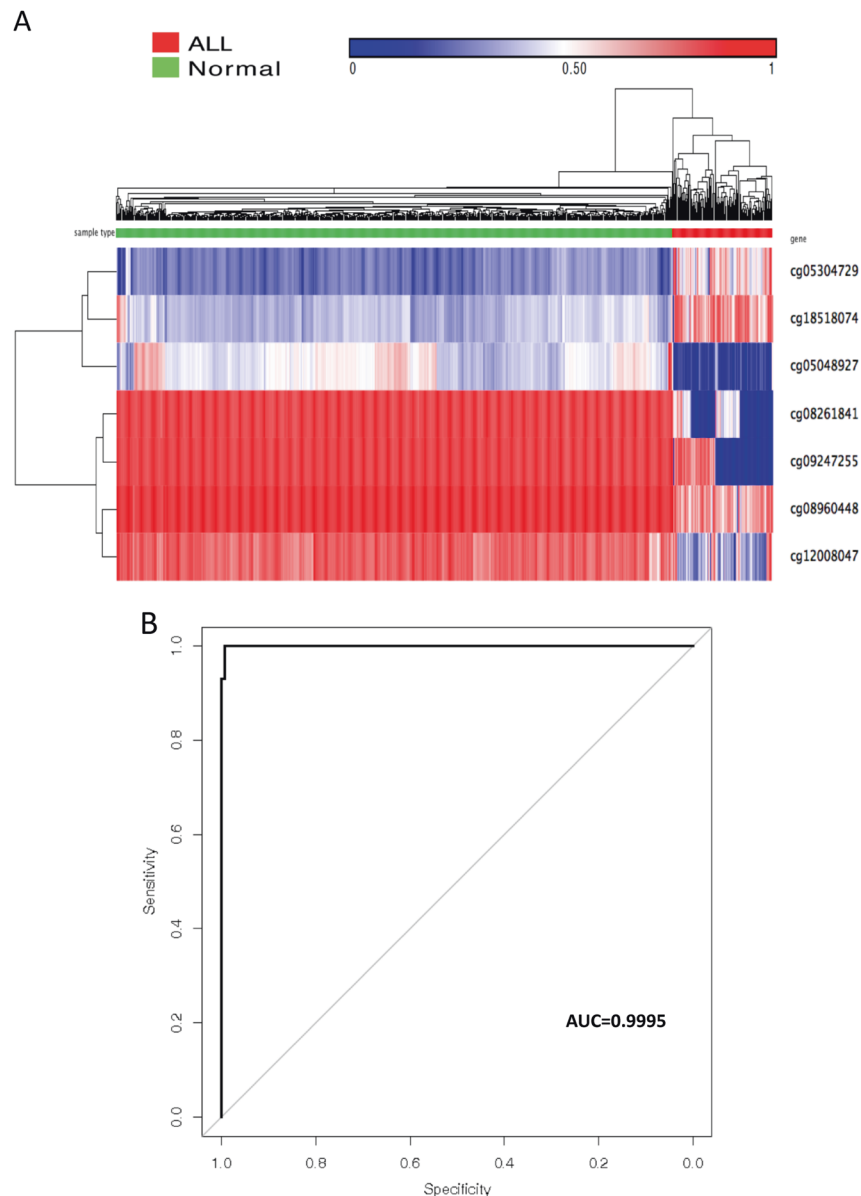 A
ALL
Normal
0 0.50 1
sample type
gene
cg05304729
cg18518074
cg05048927
cg08261841
cg09247255
cg08960448
cg12008047
B
1.0
0.8
0.6
0.4
0.2
0.0
Sensitivity
AUC=0.9995
1.0 0.8 0.6 0.4 0.2 0.0
Specificity